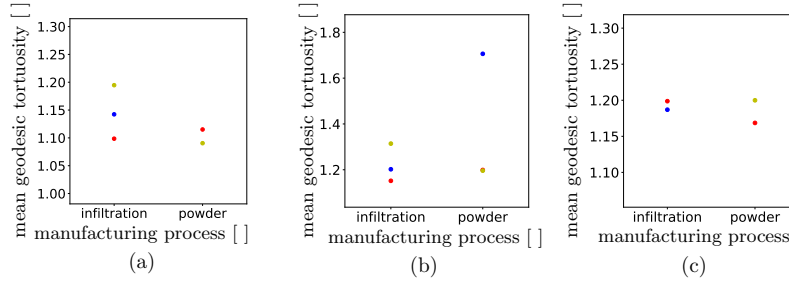 mean geodesic tortuosity [ ]
1.30
1.25
1.20
1.15
1.10
1.05
1.00
infiltration powder
manufacturing process [ ]
(a)
mean geodesic tortuosity [ ]
1.8
1.6
1.4
1.2
infiltration powder
manufacturing process [ ]
(b)
mean geodesic tortuosity [ ]
1.30
1.25
1.20
1.15
1.10
infiltration powder
manufacturing process
(c)